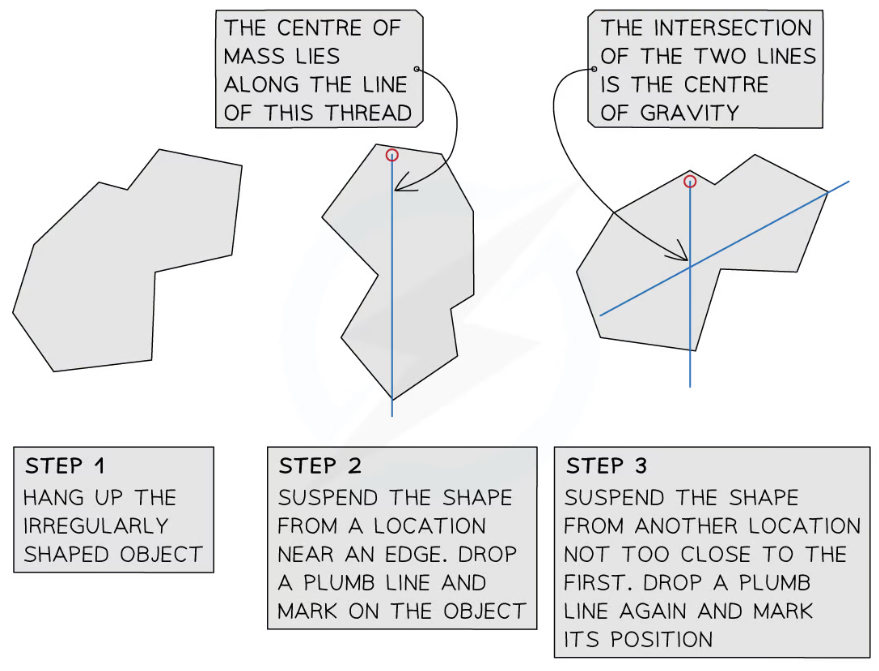 THE CENTRE OF
MASS LIES
ALONG THE LINE
OF THIS THREAD
THE INTERSECTION
OF THE TWO LINES
IS THE CENTRE
OF GRAVITY
STEP 1
HANG UP THE
IRREGULARLY
SHAPED OBJECT
STEP 2
SUSPEND THE SHAPE
FROM A LOCATION
NEAR AN EDGE. DROP
A PLUMB LINE AND
MARK ON THE OBJECT
STEP 3
SUSPEND THE SHAPE
FROM ANOTHER LOCATION
NOT TOO CLOSE TO THE
FIRST. DROP A PLUMB
LINE AGAIN AND MARK
ITS POSITION